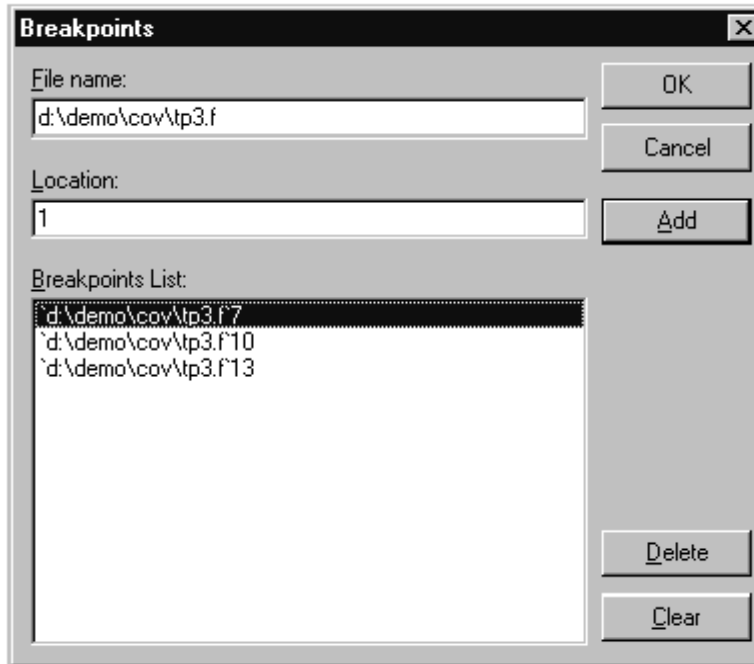 Breakpoints
File name:
OK
d:\demo\cov\tp3.f
Cancel
Location:
1
Add
Breakpoints List:
`d:\demo\cov\tp3.f`7
`d:\demo\cov\tp3.f`10
`d:\demo\cov\tp3.f`13
Delete
Clear